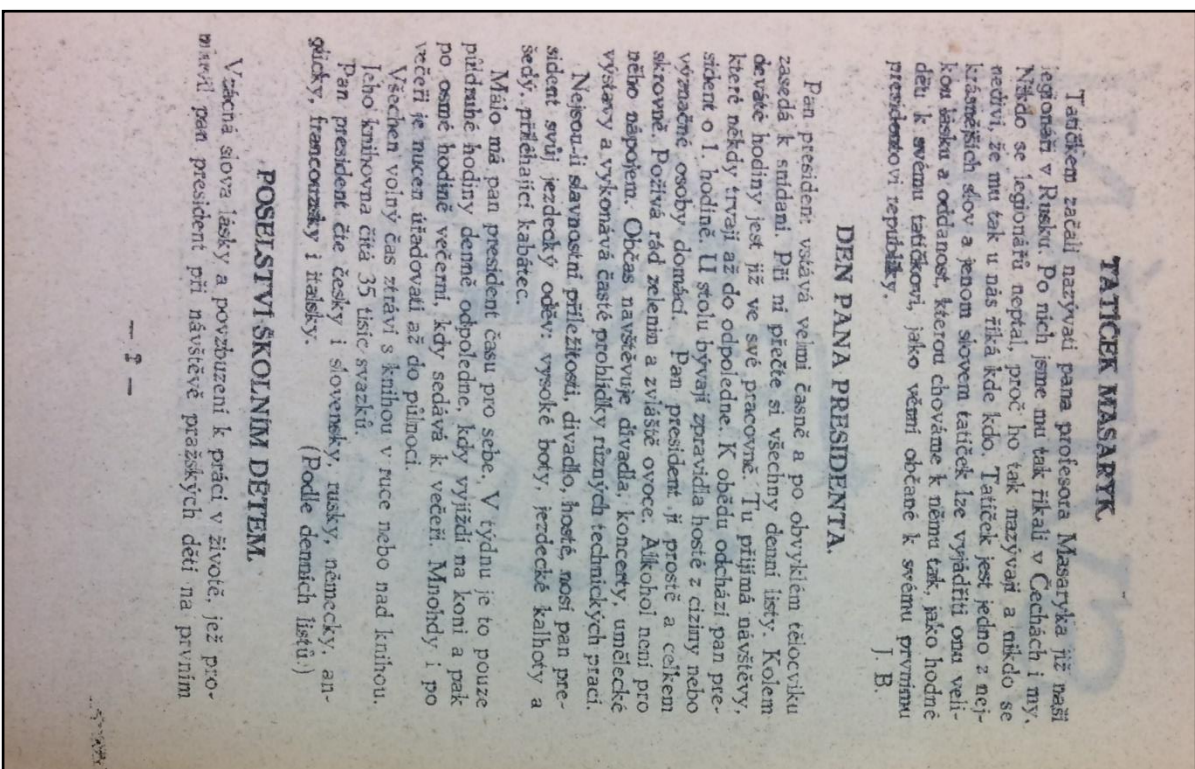 TATÍČEK MASARYK
Tatíčkem začali nazývati pana profesora Masaryka již naši
legionáři v Rusku. Po nich jsme mu tak říkali v Čechách i my.
Nikdo se legionářů neptal, proč ho tak nazývají a nikdo se
nediví, že mu tak u nás říká kde kdo. Tatíček jest jedno z nej-
krásnějších slov a jenom slovem tatíček lze vyjádřiti onu veli-
kou lásku a oddanost, kterou chováme k němu tak, jako hodné
děti k svému tatíčkovi, jako věrní občané k svému prvnímu
presidentovi republiky.
J. B.
DEN PANA PRESIDENTA.
Pan president vstává velmi časně a po obvyklém tělocviku
zasedá k snídani. Při ní přečte si všechny denní listy. Kolem
deváté hodiny jest již ve své pracovně. Tu přijímá návštěvy,
které někdy trvají až do odpoledne. K obědu odchází pan pre-
sident o 1. hodině. U stolu bývají zpravidla hosté z ciziny nebo
význačné osoby domácí. Pan president jí prostě a celkem
skrovně. Požívá rád zeleninu a zvláště ovoce. Alkohol není pro
něho nápojem. Občas navštěvuje divadla, koncerty, umělecké
výstavy a vykonává časté prohlídky různých technických prací.
Nejsou-li slavnostní příležitosti, divadlo, hosté, nosí pan pre-
sident svůj jezdecký oděv: vysoké boty, jezdecké kalhoty a
šedý, přiléhající kabátec.
Málo má pan president času pro sebe. V týdnu je to pouze
půldruhé hodiny denně odpoledne, kdy vyjíždí na koni a pak
po osmé hodině večerní, kdy sedává k večeři. Mnohdy i po
večeři je nucen úřadovati až do půlnoci.
Všechen volný čas ztráví s knihou v ruce nebo nad knihou.
Jeho knihovna čítá 35 tisíc svazků.
Pan president čte česky i slovensky, rusky, německy, an-
glicky, francouzsky i italsky. (Podle denních listů.)
POSELSTVÍ ŠKOLNÍM DĚTEM.
Vzácná slova lásky a povzbuzení k práci v životě, jež pro-
mluvil pan president při návštěvě pražských dětí na prvním